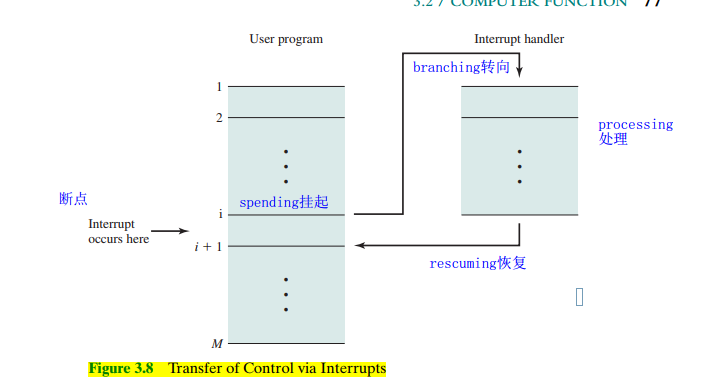 3.2 / COMPUTER FUNCTION 77
User program
Interrupt handler
branching转向
1
2
processing
处理
断点
spending挂起
i
Interrupt
occurs here
i + 1
rescuming恢复
M
Figure 3.8 Transfer of Control via Interrupts